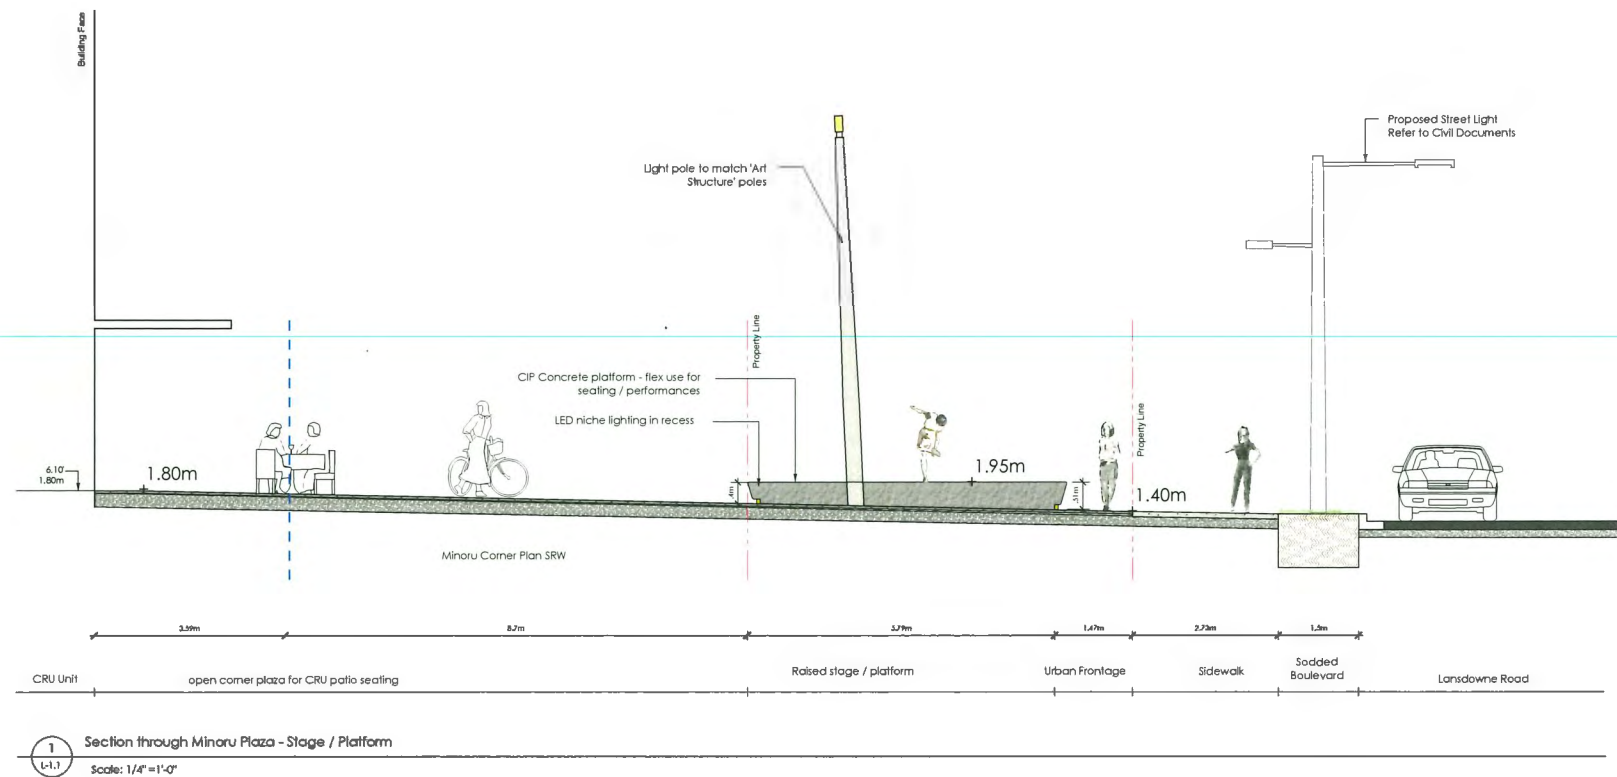 Building Face
Proposed Street Light
Refer to Civil Documents
Light pole to match 'Art
Structure' poles
Property Line
CIP Concrete platform - flex use for
seating / performances
LED niche lighting in recess
Property Line
6.10'
1.80m
1.80m
.4m
1.95m
.51m
1.40m
Minoru Corner Plan SRW
3.59m
8.7m
5.79m
1.47m
2.73m
1.5m
CRU Unit
open corner plaza for CRU patio seating
Raised stage / platform
Urban Frontage
Sidewalk
Sodded
Boulevard
Lansdowne Road
1
L-1.1
Section through Minoru Plaza - Stage / Platform
Scale: 1/4" =1'-0"